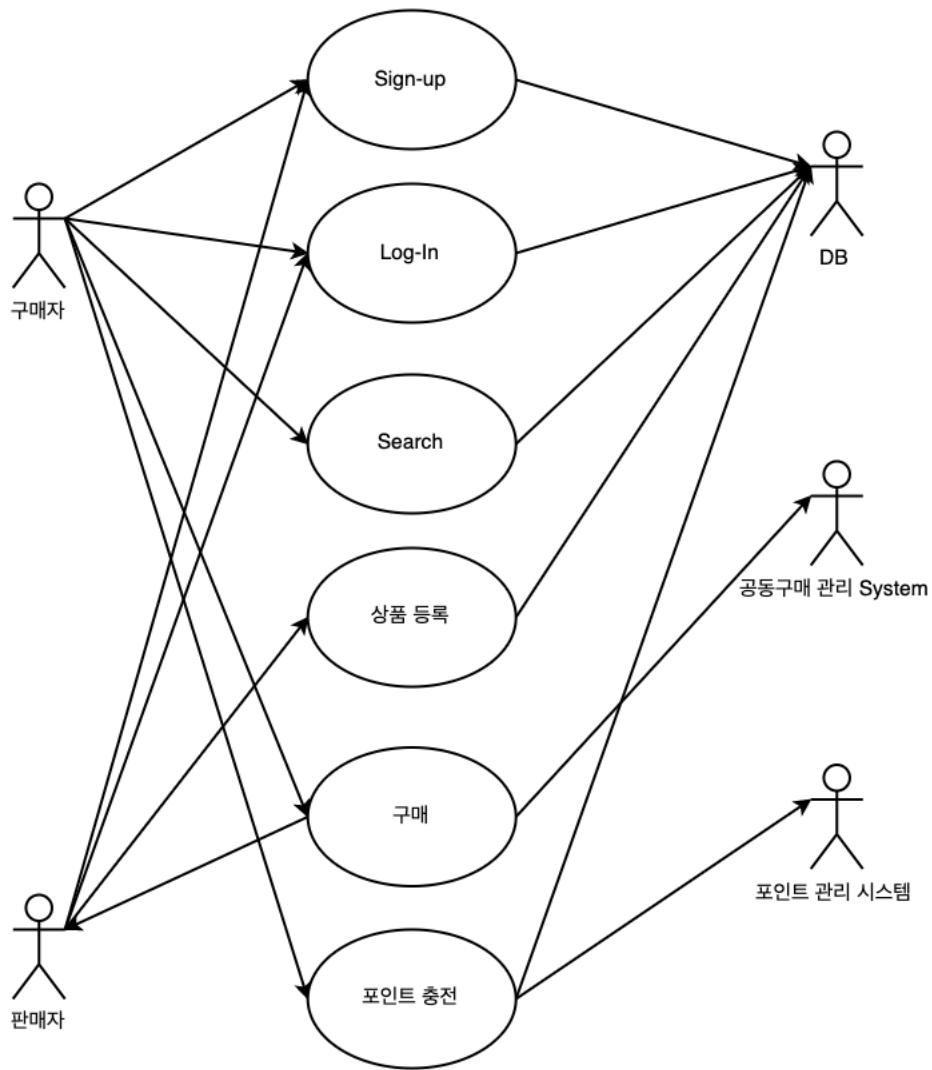 Sign-up
Log-In
Search
상품 등록
구매
포인트 충전
구매자
판매자
DB
공동구매 관리 System
포인트 관리 시스템